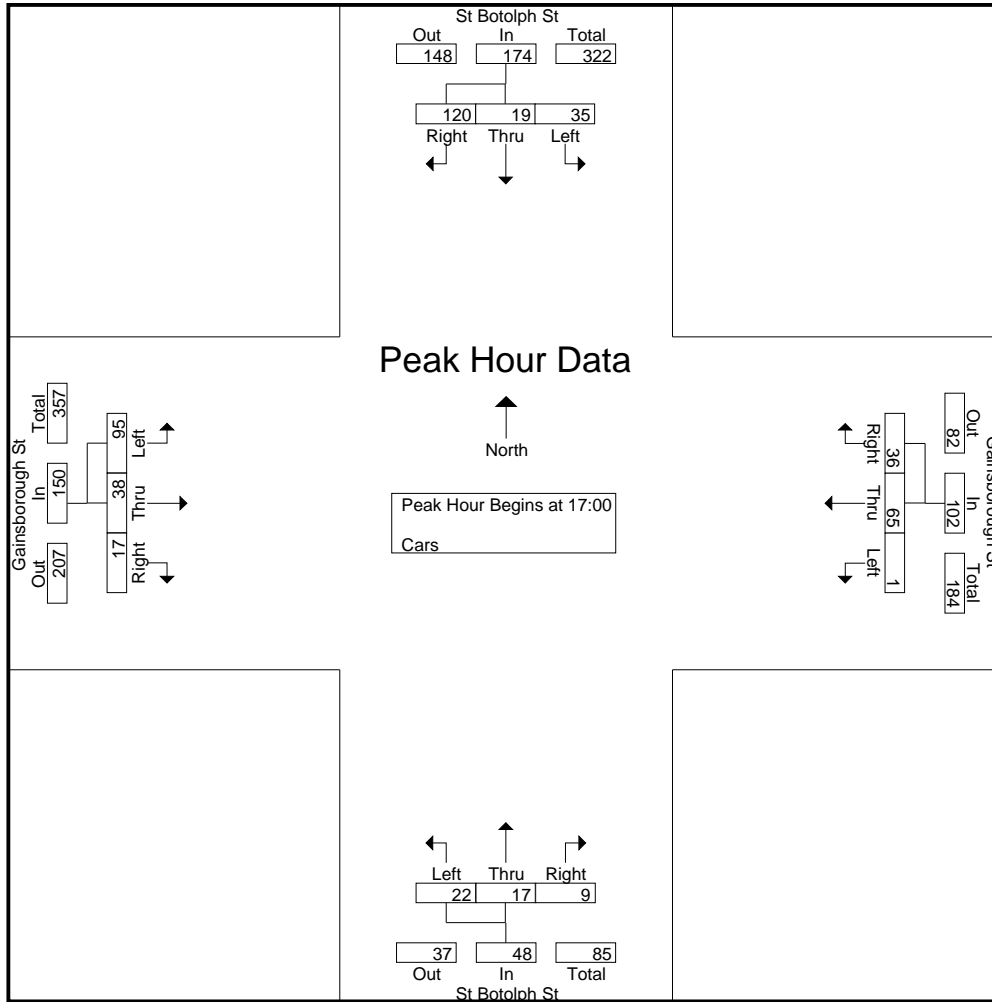 St Botolph St
Out In Total
148 174 322
120 19 35
Right Thru Left
Peak Hour Data
North
Peak Hour Begins at 17:00
Cars
Gainsborough St
Total In Out
357 150 207
95 38 17
Left Thru Right
Gainsborough St
Out In Total
82 102 184
36 65 1
Right Thru Left
Left Thru Right
22 17 9
37 48 85
Out In Total
St Botolph St